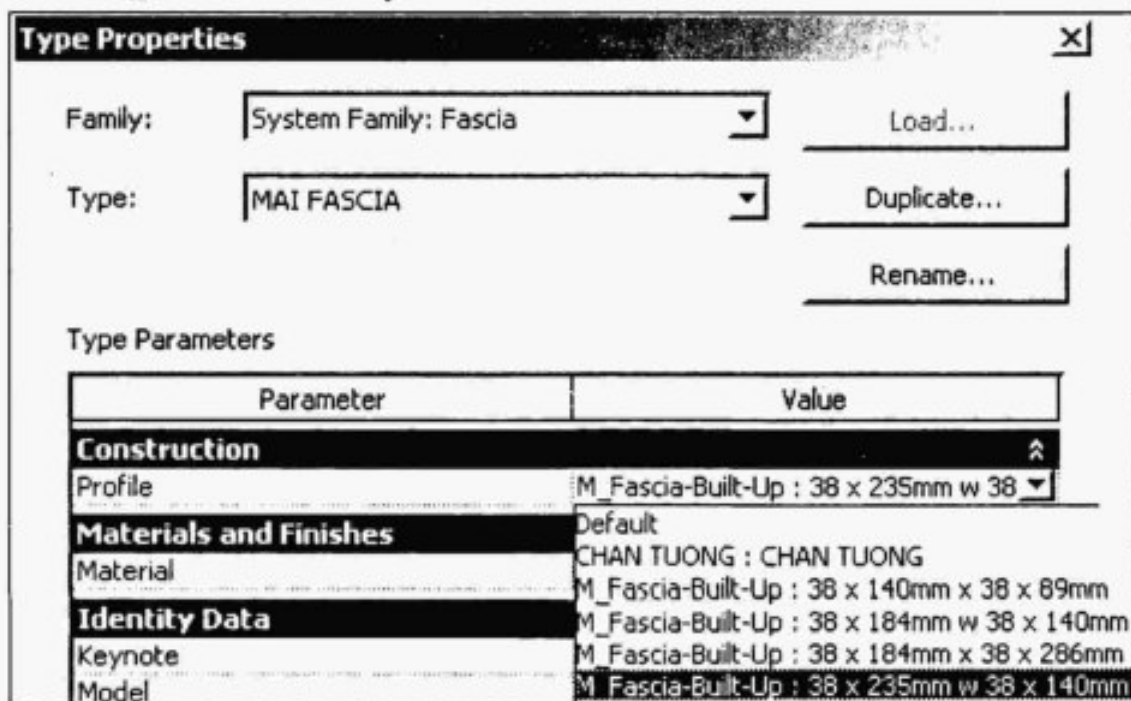 Type Properties
Family: System Family: Fascia Load...
Type: MAI FASCIA Duplicate...
Rename...
Type Parameters
Parameter Value
Construction
Profile M_Fascia-Built-Up : 38 x 235mm w 38
Materials and Finishes Default
CHAN TUONG : CHAN TUONG
Material M_Fascia-Built-Up : 38 x 140mm x 38 x 89mm
Identity Data M_Fascia-Built-Up : 38 x 184mm w 38 x 140mm
Keynote M_Fascia-Built-Up : 38 x 184mm x 38 x 286mm
Model M_Fascia-Built-Up : 38 x 235mm w 38 x 140mm